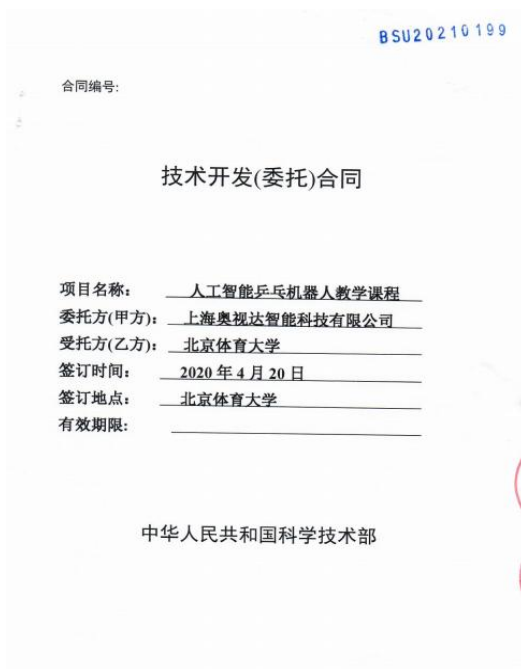 BSU20210199
合同编号:
技术开发(委托)合同
项目名称: 人工智能乒乓机器人教学课程
委托方(甲方): 上海奥视达智能科技有限公司
受托方(乙方): 北京体育大学
签订时间: 2020 年 4 月 20 日
签订地点: 北京体育大学
有效期限:
中华人民共和国科学技术部